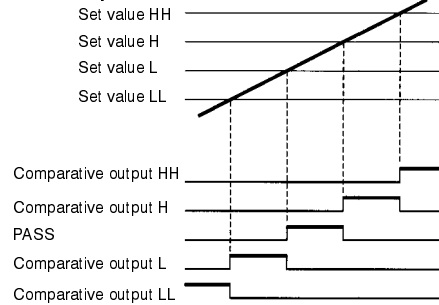 Set value HH
Set value H
Set value L
Set value LL
Comparative output HH
Comparative output H
PASS
Comparative output L
Comparative output LL